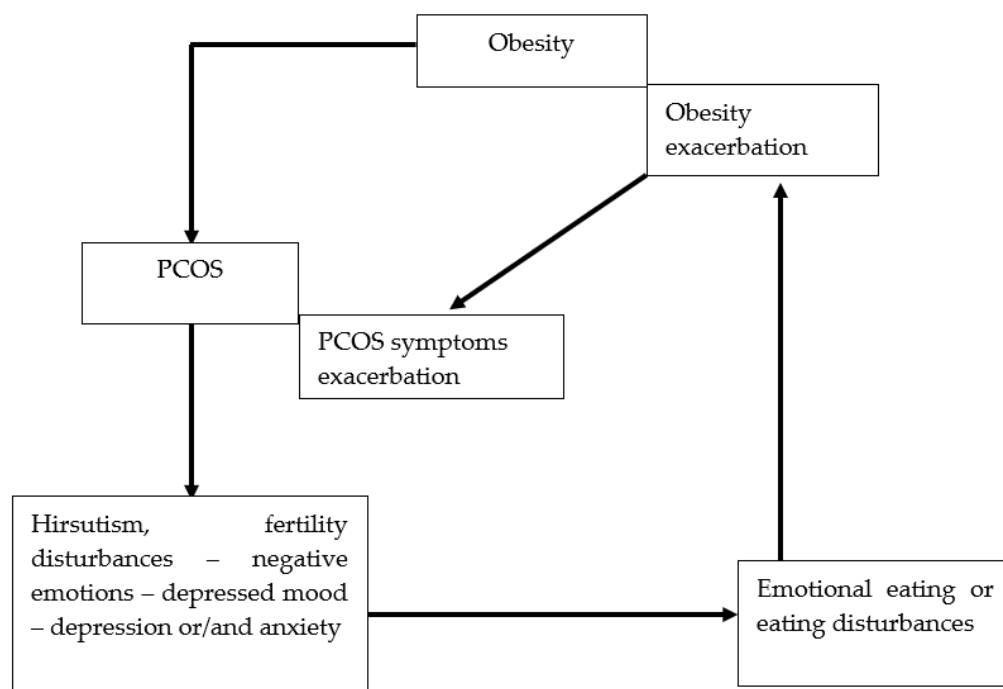 Obesity
Obesity
exacerbation
PCOS
PCOS symptoms
exacerbation
Hirsutism, fertility
disturbances – negative
emotions – depressed mood
– depression or/and anxiety
Emotional eating or
eating disturbances